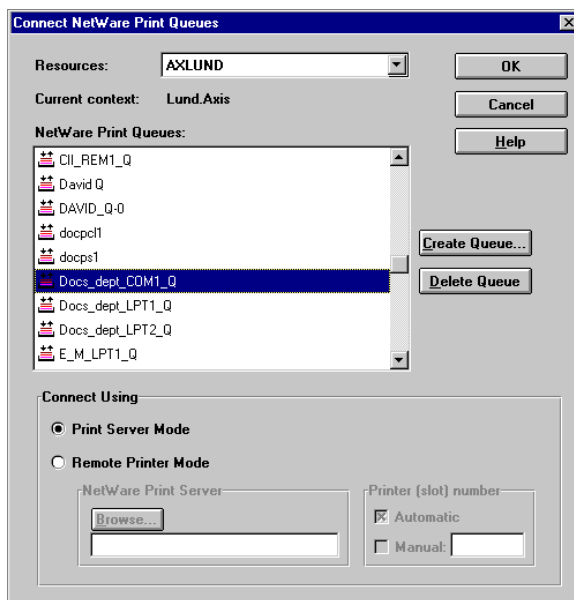 Connect NetWare Print Queues
Resources: AXLUND OK
Current context: Lund.Axis Cancel
NetWare Print Queues: Help
CII_REM1_Q
David Q
DAVID_Q-0
docpcl1
docps1
Create Queue...
Docs_dept_COM1_Q Delete Queue
Docs_dept_LPT1_Q
Docs_dept_LPT2_Q
E_M_LPT1_Q
Connect Using
Print Server Mode
Remote Printer Mode
NetWare Print Server Printer (slot) number
Browse... Automatic
Manual: